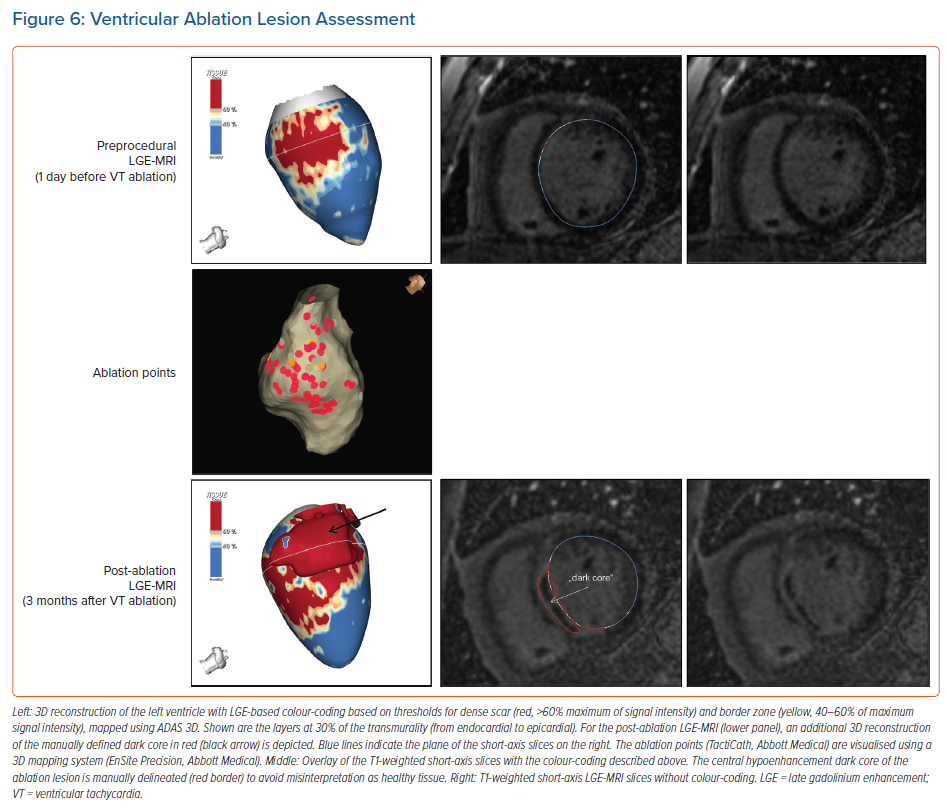 Figure 6: Ventricular Ablation Lesion Assessment
Preprocedural
LGE-MRI
(1 day before VT ablation)
TISSUE
60 %
40 %
Ablation points
Post-ablation
LGE-MRI
(3 months after VT ablation)
TISSUE
60 %
40 %
„dark core“
Left: 3D reconstruction of the left ventricle with LGE-based colour-coding based on thresholds for dense scar (red, >60% maximum of signal intensity) and border zone (yellow, 40–60% of maximum
signal intensity), mapped using ADAS 3D. Shown are the layers at 30% of the transmurality (from endocardial to epicardial). For the post-ablation LGE-MRI (lower panel), an additional 3D reconstruction
of the manually defined dark core in red (black arrow) is depicted. Blue lines indicate the plane of the short-axis slices on the right. The ablation points (TactiCath, Abbott Medical) are visualised using a
3D mapping system (EnSite Precision, Abbott Medical). Middle: Overlay of the T1-weighted short-axis slices with the colour-coding described above. The central hypoenhancement dark core of the
ablation lesion is manually delineated (red border) to avoid misinterpretation as healthy tissue. Right: T1-weighted short-axis LGE-MRI slices without colour-coding. LGE = late gadolinium enhancement;
VT = ventricular tachycardia.